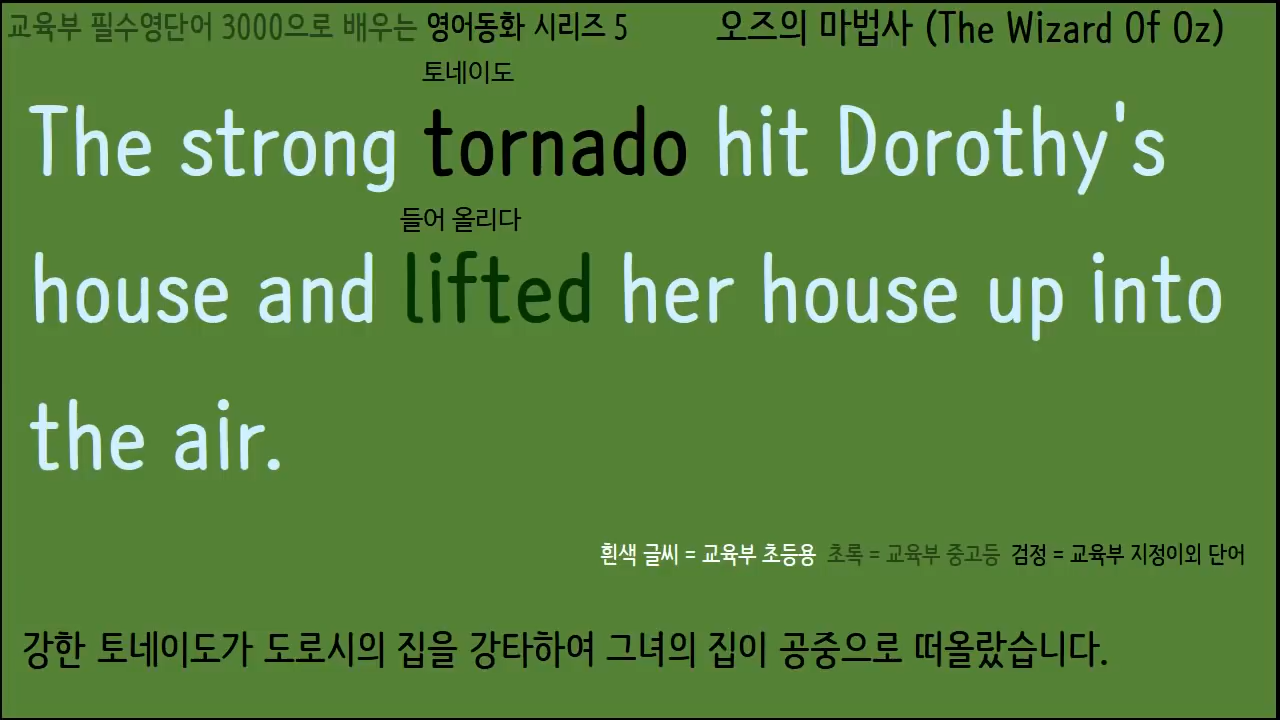 교육부 필수영단어 3000으로 배우는 영어동화 시리즈 5 오즈의 마법사 (The Wizard Of Oz)
토네이도
The strong tornado hit Dorothy's
들어 올리다
house and lifted her house up into
the air.
흰색 글씨 = 교육부 초등용 초록 = 교육부 중고등 검정 = 교육부 지정이외 단어
강한 토네이도가 도로시의 집을 강타하여 그녀의 집이 공중으로 떠올랐습니다.